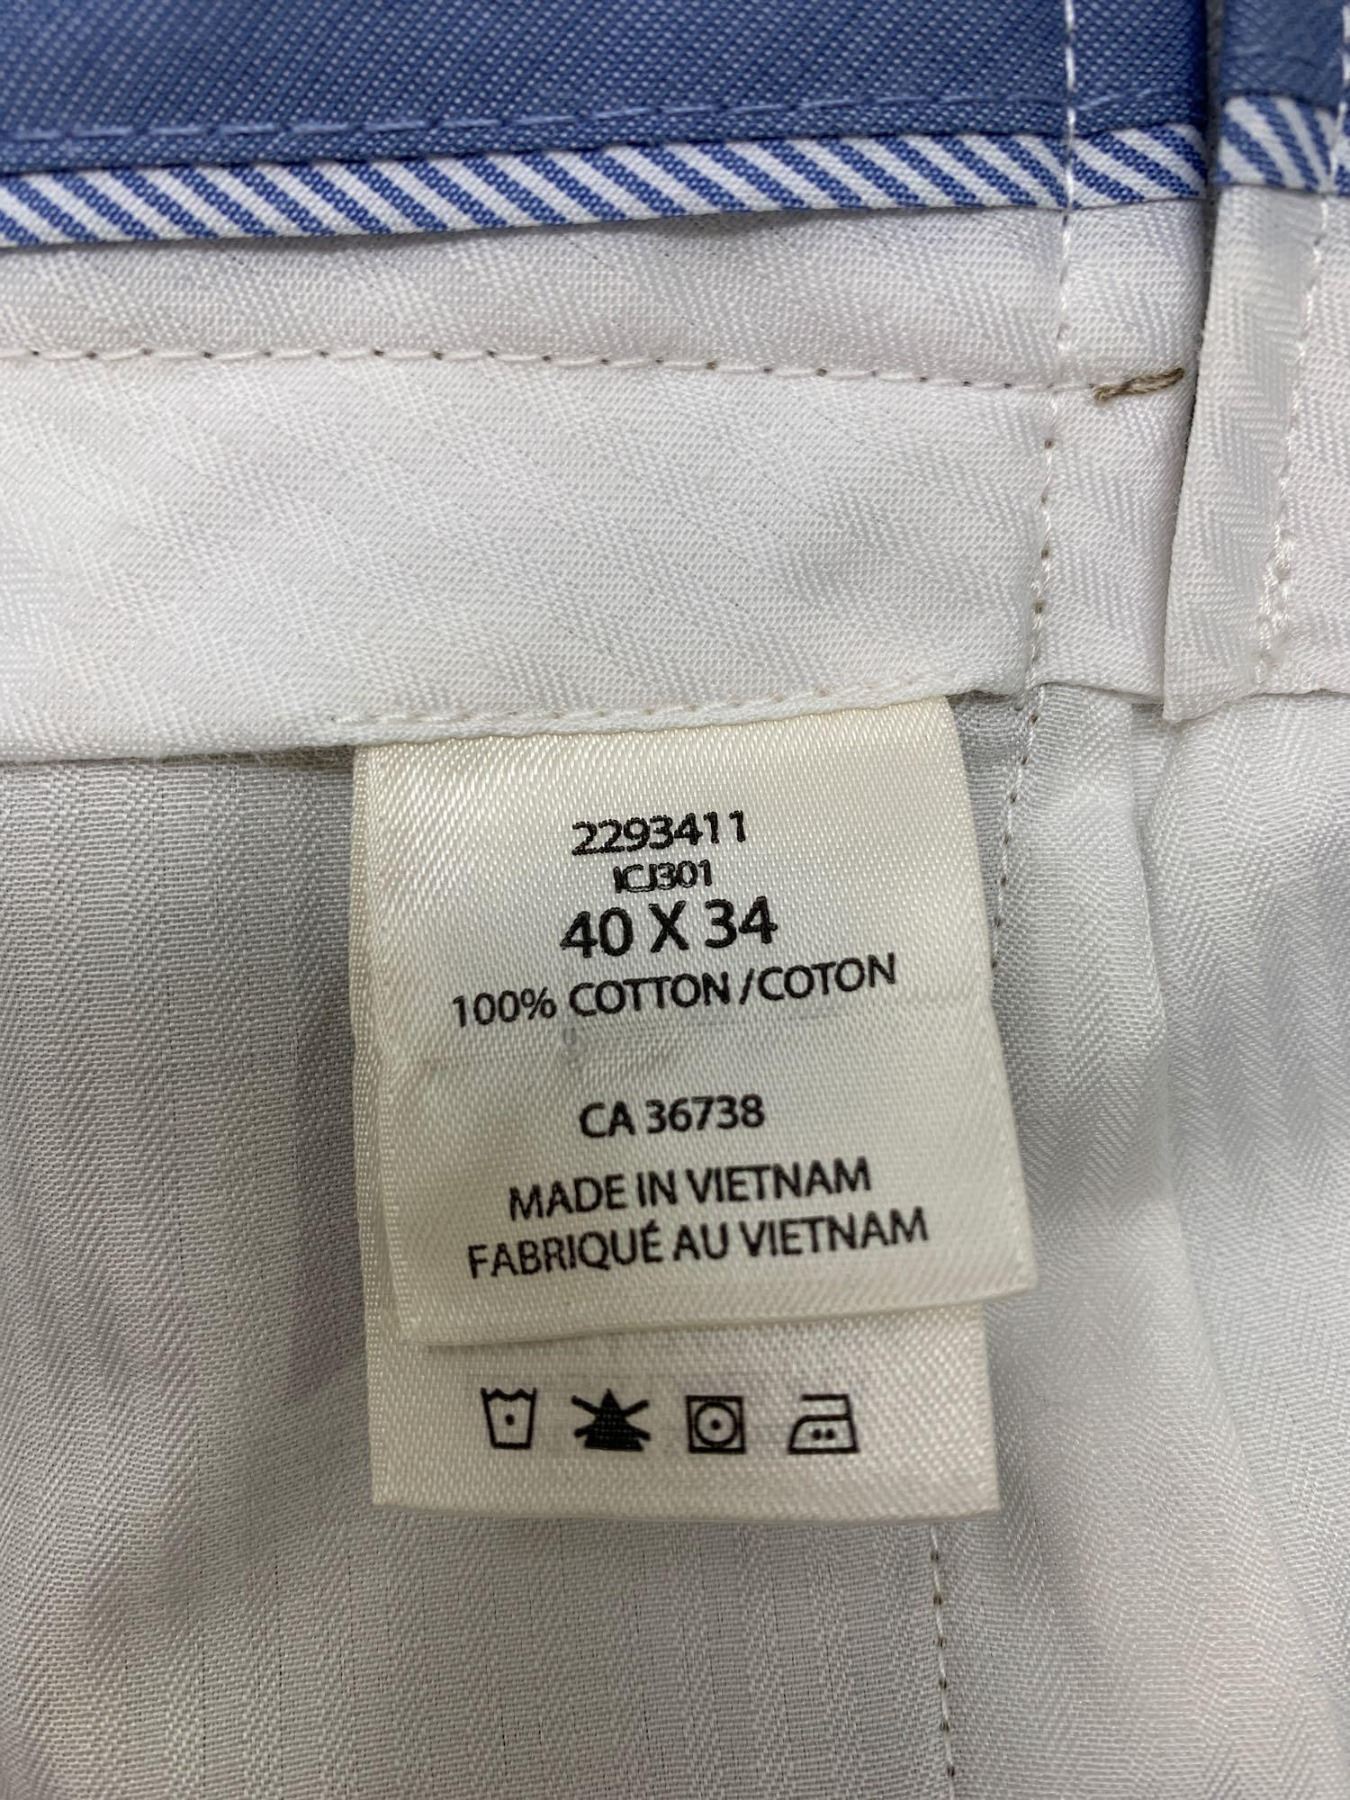 2293411
ICJ301
40 X 34
100% COTTON /COTON
CA 36738
MADE IN VIETNAM
FABRIQUÉ AU VIETNAM